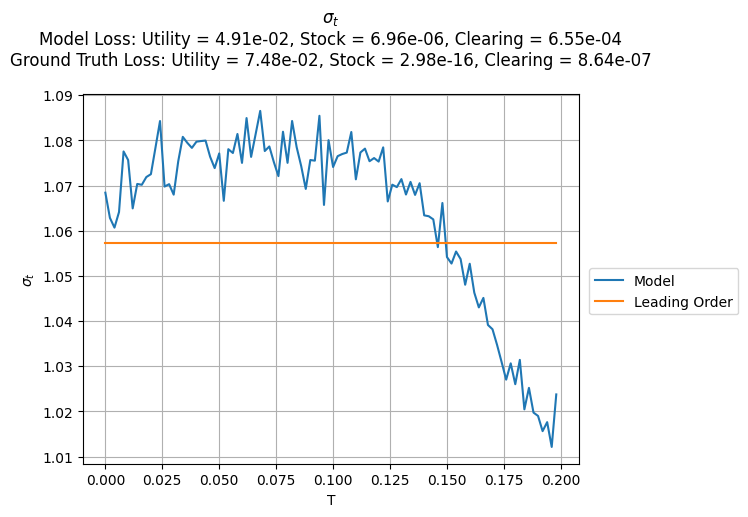 σt
Model Loss: Utility = 4.91e-02, Stock = 6.96e-06, Clearing = 6.55e-04
Ground Truth Loss: Utility = 7.48e-02, Stock = 2.98e-16, Clearing = 8.64e-07
1.09
1.08
1.07
1.06
1.05
1.04
1.03
1.02
1.01
σt
0.000 0.025 0.050 0.075 0.100 0.125 0.150 0.175 0.200
T
Model
Leading Order